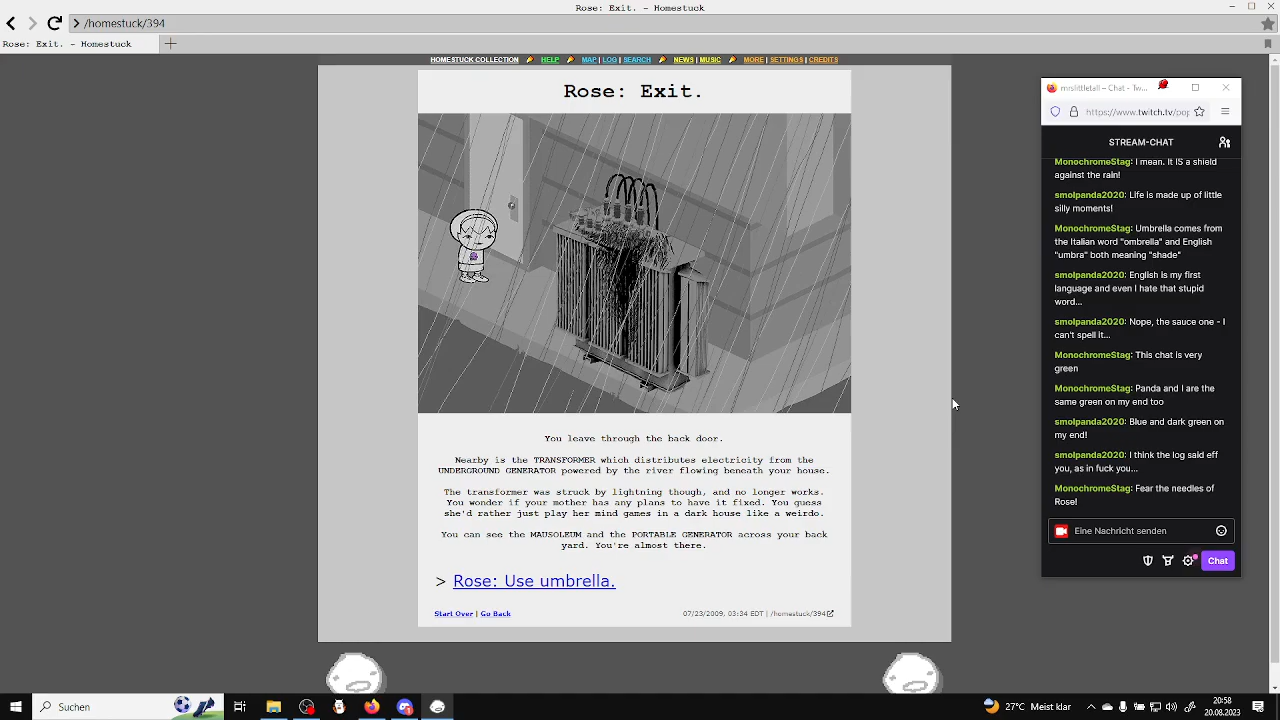 Rose: Exit. - Homestuck
> /homestuck/394
Rose: Exit. - Homestuck
HOMESTUCK COLLECTION HELP MAP | LOG | SEARCH NEWS | MUSIC MORE | SETTINGS | CREDITS
Rose: Exit.
You leave through the back door.
Nearby is the TRANSFORMER which distributes electricity from the
UNDERGROUND GENERATOR powered by the river flowing beneath your house.
The transformer was struck by lightning though, and no longer works.
You wonder if your mother has any plans to have it fixed. You guess
she'd rather just play her mind games in a dark house like a weirdo.
You can see the MAUSOLEUM and the PORTABLE GENERATOR across your back
yard. You're almost there.
> Rose: Use umbrella.
Start Over | Go Back
07/23/2009, 03:34 EDT | /homestuck/394
mrslittletall – Chat - Tw...
https://www.twitch.tv/pop
STREAM-CHAT
MonochromeStag: I mean. It IS a shield
against the rain!
smolpanda2020: Life is made up of little
silly moments!
MonochromeStag: Umbrella comes from
the Italian word "ombrella" and English
"umbra" both meaning "shade"
smolpanda2020: English is my first
language and even I hate that stupid
word...
smolpanda2020: Nope, the sauce one - I
can't spell it...
MonochromeStag: This chat is very
green
MonochromeStag: Panda and I are the
same green on my end too
smolpanda2020: Blue and dark green on
my end!
smolpanda2020: I think the log said eff
you, as in fuck you...
MonochromeStag: Fear the needles of
Rose!
Eine Nachricht senden
Chat
Suchen
27°C Meist klar
20:58
20.08.2023